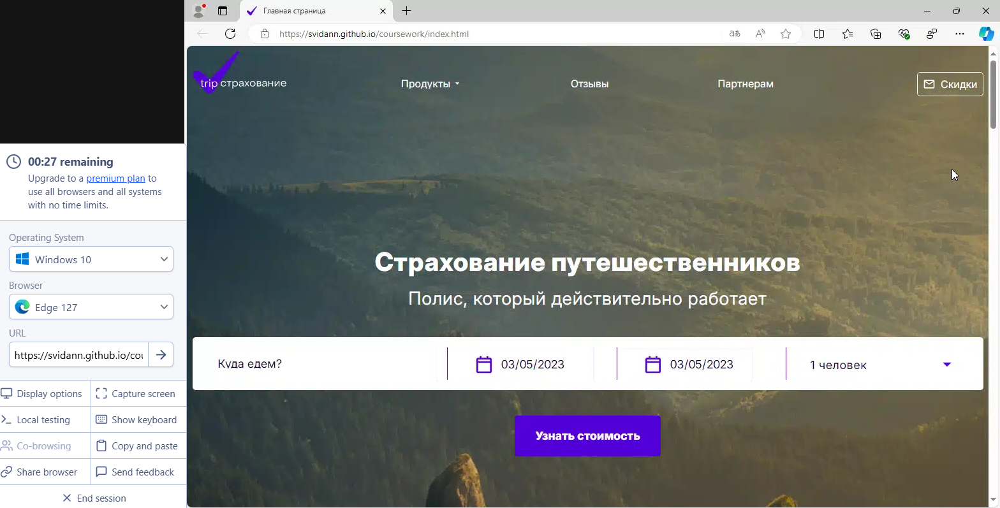 Главная страница
https://svidann.github.io/coursework/index.html
trip страхование
Продукты
Отзывы
Партнерам
Скидки
00:27 remaining
Upgrade to a premium plan to
use all browsers and all systems
with no time limits.
Operating System
Windows 10
Browser
Edge 127
URL
https://svidann.github.io/cou
Display options
Capture screen
Local testing
Show keyboard
Co-browsing
Copy and paste
Share browser
Send feedback
End session
Страхование путешественников
Полис, который действительно работает
Куда едем?
03/05/2023
03/05/2023
1 человек
Узнать стоимость